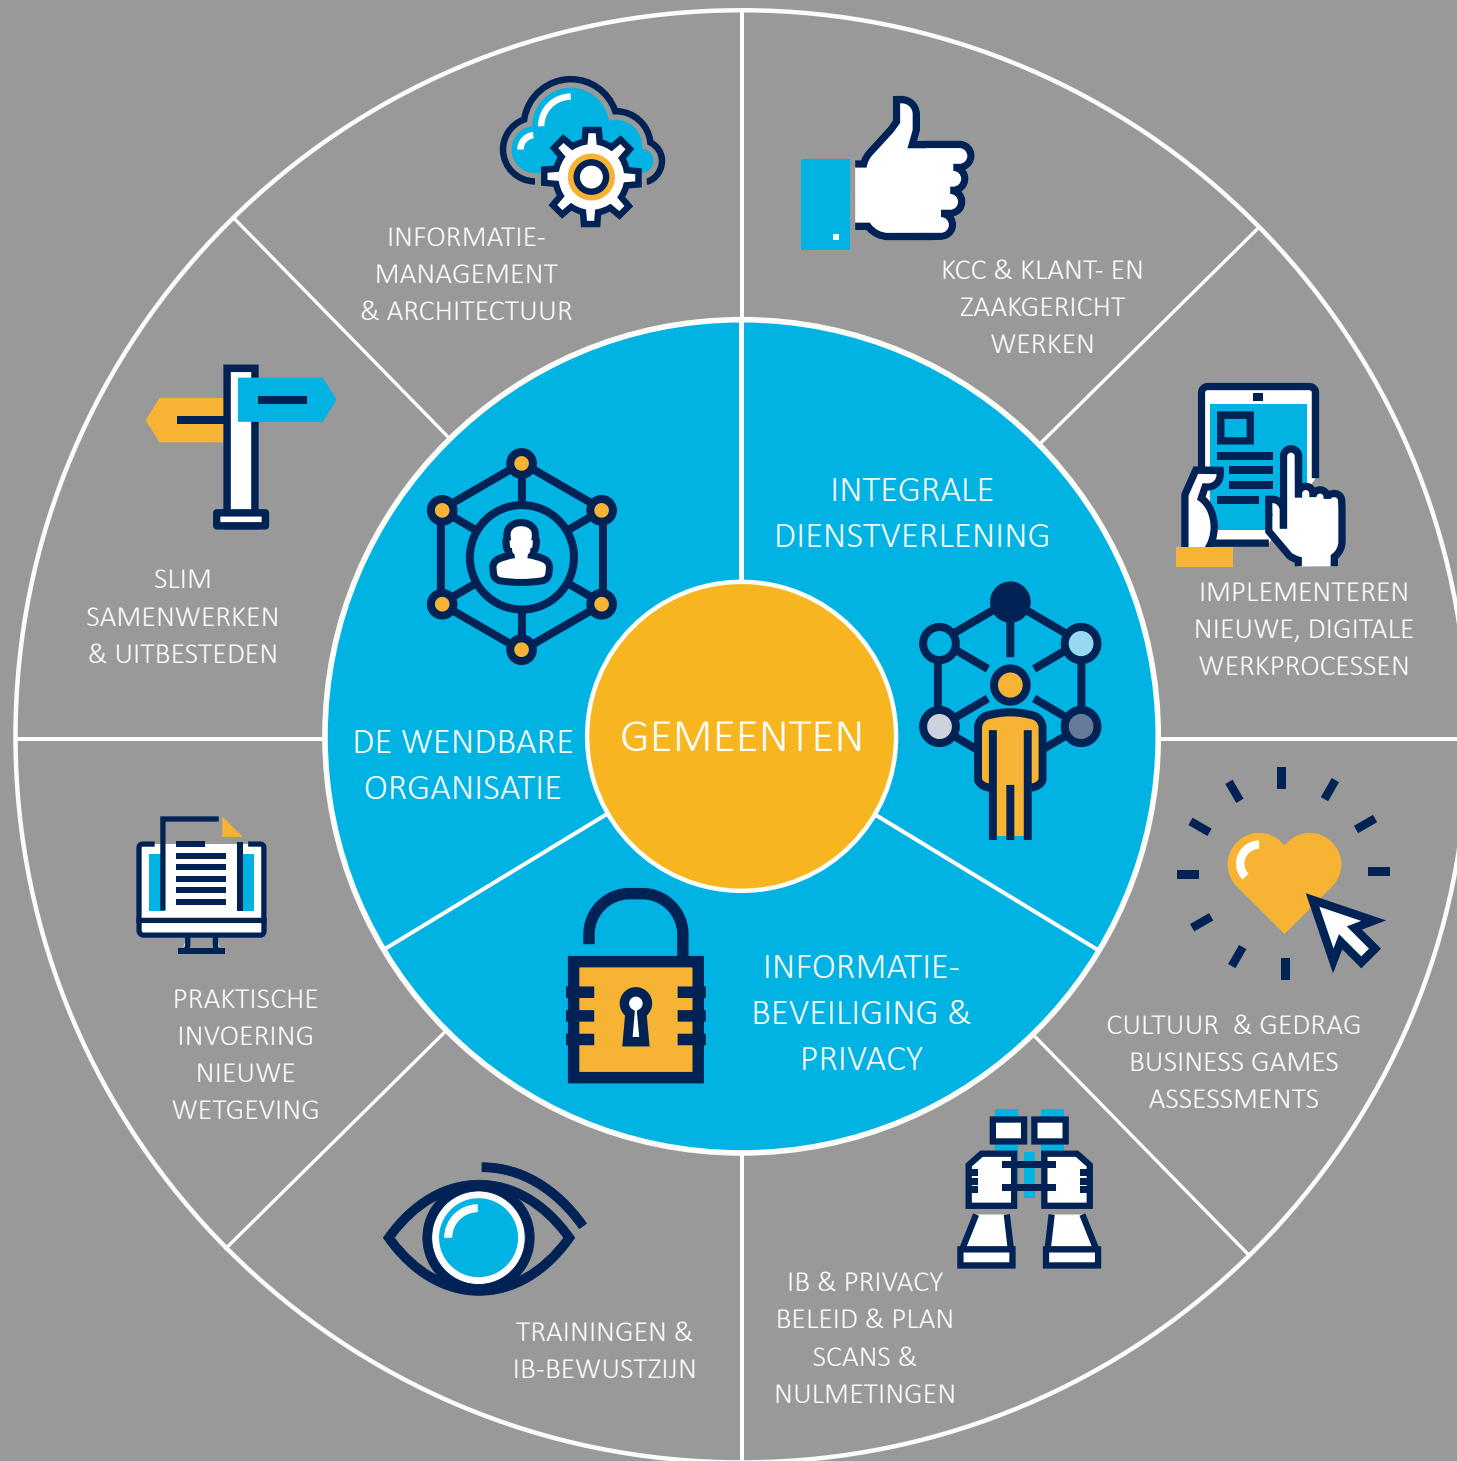 INFORMATIE-
MANAGEMENT
& ARCHITECTUUR
KCC & KLANT- EN
ZAAKGERICHT
WERKEN
SLIM
SAMENWERKEN
& UITBESTEDEN
INTEGRALE
DIENSTVERLENING
IMPLEMENTEREN
NIEUWE, DIGITALE
WERKPROCESSEN
DE WENDBARE
ORGANISATIE
GEMEENTEN
INFORMATIE-
BEVEILIGING &
PRIVACY
PRAKTISCHE
INVOERING
NIEUWE
WETGEVING
CULTUUR & GEDRAG
BUSINESS GAMES
ASSESSMENTS
TRAININGEN &
IB-BEWUSTZIJN
IB & PRIVACY
BELEID & PLAN
SCANS &
NULMETINGEN